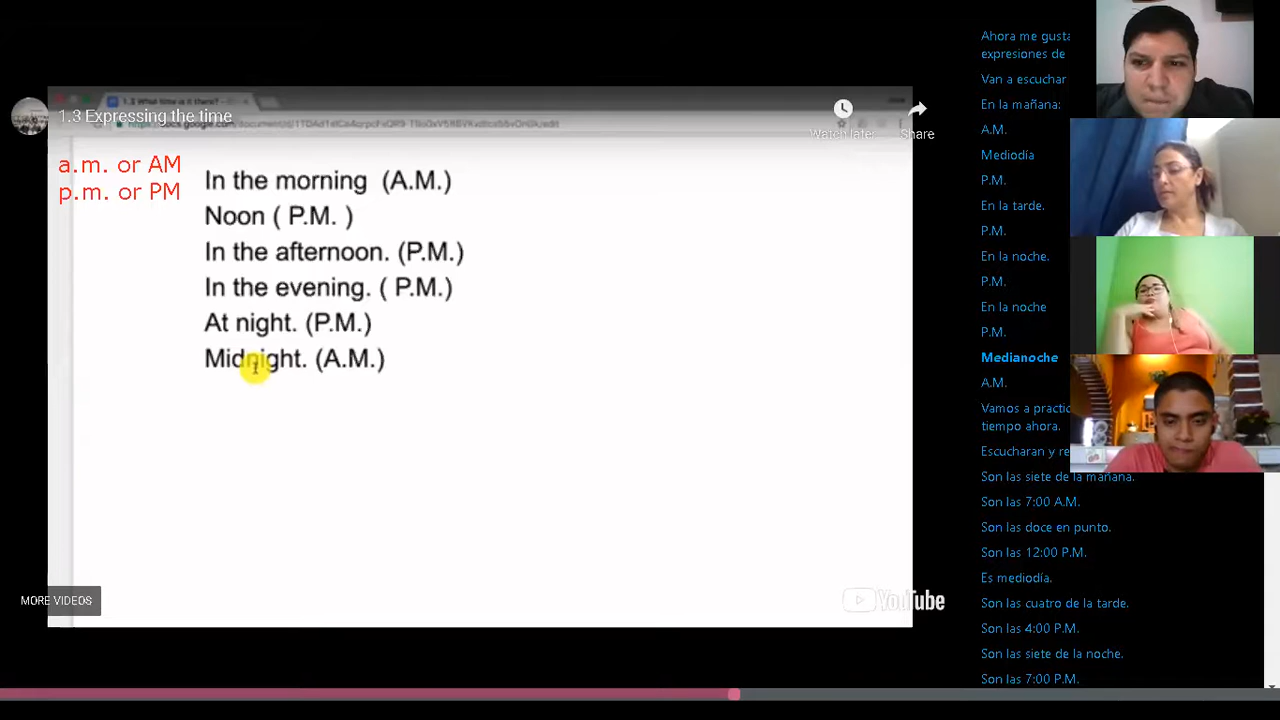 1.3 Expressing the time
Watch later
Share
a.m. or AM
p.m. or PM
In the morning (A.M.)
Noon ( P.M. )
In the afternoon. (P.M.)
In the evening. ( P.M.)
At night. (P.M.)
Midnight. (A.M.)
MORE VIDEOS
YouTube
Ahora me gusta
expresiones de
Van a escuchar
En la mañana:
A.M.
Mediodía
P.M.
En la tarde.
P.M.
En la noche.
P.M.
En la noche
P.M.
Medianoche
A.M.
Vamos a practic
tiempo ahora.
Escucharan y re
Son las siete de la mañana.
Son las 7:00 A.M.
Son las doce en punto.
Son las 12:00 P.M.
Es mediodía.
Son las cuatro de la tarde.
Son las 4:00 P.M.
Son las siete de la noche.
Son las 7:00 P.M.